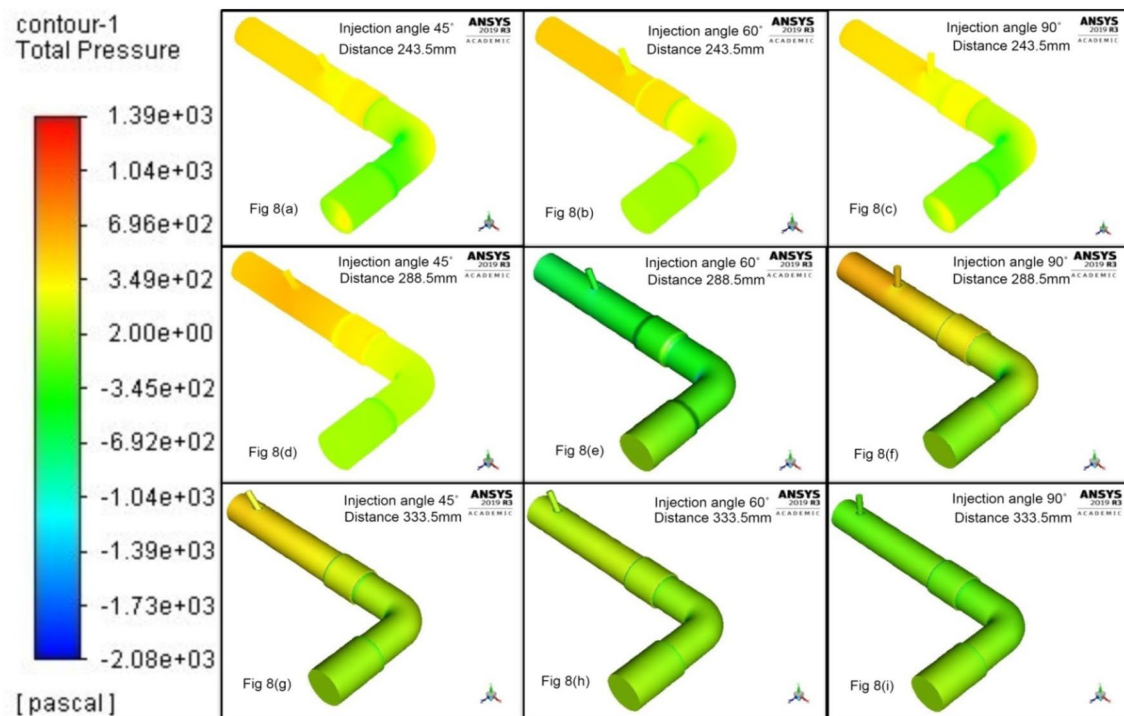 contour-1
Total Pressure
1.39e+03
1.04e+03
6.96e+02
3.49e+02
2.00e+00
-3.45e+02
-6.92e+02
-1.04e+03
-1.39e+03
-1.73e+03
-2.08e+03
[pascal]
Injection angle 45°
Distance 243.5mm
ANSYS
2019 R3
ACADEMIC
Fig 8(a)
Injection angle 60°
Distance 243.5mm
ANSYS
2019 R3
ACADEMIC
Fig 8(b)
Injection angle 90°
Distance 243.5mm
ANSYS
2019 R3
ACADEMIC
Fig 8(c)
Injection angle 45°
Distance 288.5mm
ANSYS
2019 R3
ACADEMIC
Fig 8(d)
Injection angle 60°
Distance 288.5mm
ANSYS
2019 R3
ACADEMIC
Fig 8(e)
Injection angle 90°
Distance 288.5mm
ANSYS
2019 R3
ACADEMIC
Fig 8(f)
Injection angle 45°
Distance 333.5mm
ANSYS
2019 R3
ACADEMIC
Fig 8(g)
Injection angle 60°
Distance 333.5mm
ANSYS
2019 R3
ACADEMIC
Fig 8(h)
Injection angle 90°
Distance 333.5mm
ANSYS
2019 R3
ACADEMIC
Fig 8(i)